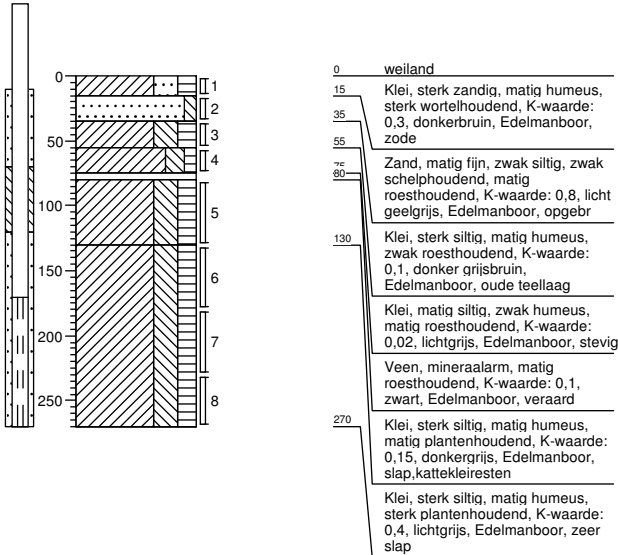 0
50
100
150
200
250
1
2
3
4
5
6
7
8
0 weiland
15
Klei, sterk zandig, matig humeus,
sterk wortelhoudend, K-waarde:
0,3, donkerbruin, Edelmanboor,
zode
35
Zand, matig fijn, zwak siltig, zwak
schelphoudend, matig
roesthoudend, K-waarde: 0,8, licht
geelgrijs, Edelmanboor, opgebr
55
Klei, sterk siltig, matig humeus,
zwak roesthoudend, K-waarde:
0,1, donker grijsbruin,
Edelmanboor, oude teellaag
75
Klei, matig siltig, zwak humeus,
matig roesthoudend, K-waarde:
0,02, lichtgrijs, Edelmanboor, stevig
80
Veen, mineraalarm, matig
roesthoudend, K-waarde: 0,1,
zwart, Edelmanboor, veraard
130
Klei, sterk siltig, matig humeus,
matig plantenhoudend, K-waarde:
0,15, donkergrijs, Edelmanboor,
slap,kattekleiresten
270
Klei, sterk siltig, matig humeus,
sterk plantenhoudend, K-waarde:
0,4, lichtgrijs, Edelmanboor, zeer
slap